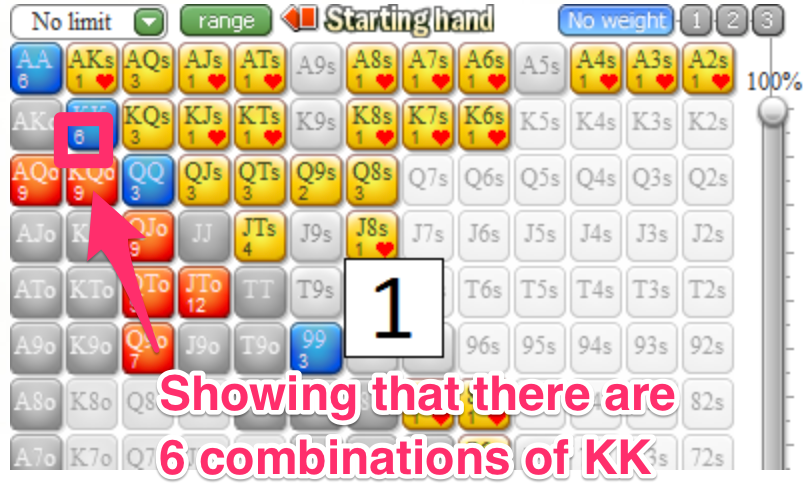 No limit range Starting hand No weight 1 2 3
AA AKs AQs AJs ATs A9s A8s A7s A6s A5s A4s A3s A2s
6 1 3 1 1 1 1 1 1 1 1
100%
AKo KQs KJs KTs K9s K8s K7s K6s K5s K4s K3s K2s
6 3 1 1 1 1 1
AQo KQo QQ QJs QTs Q9s Q8s Q7s Q6s Q5s Q4s Q3s Q2s
9 9 3 3 3 2 3
AJo QJo JJ JTs J9s J8s J7s J6s J5s J4s J3s J2s
9 4 1
ATo KTo QTo JTo TT T9s T6s T5s T4s T3s T2s
12
1
A9o K9o Q9o J9o T9o 99 96s 95s 94s 93s 92s
7 3
Showing that there are
A8o K8o 82s
1 1
6 combinations of KK
A7o K7o 72s